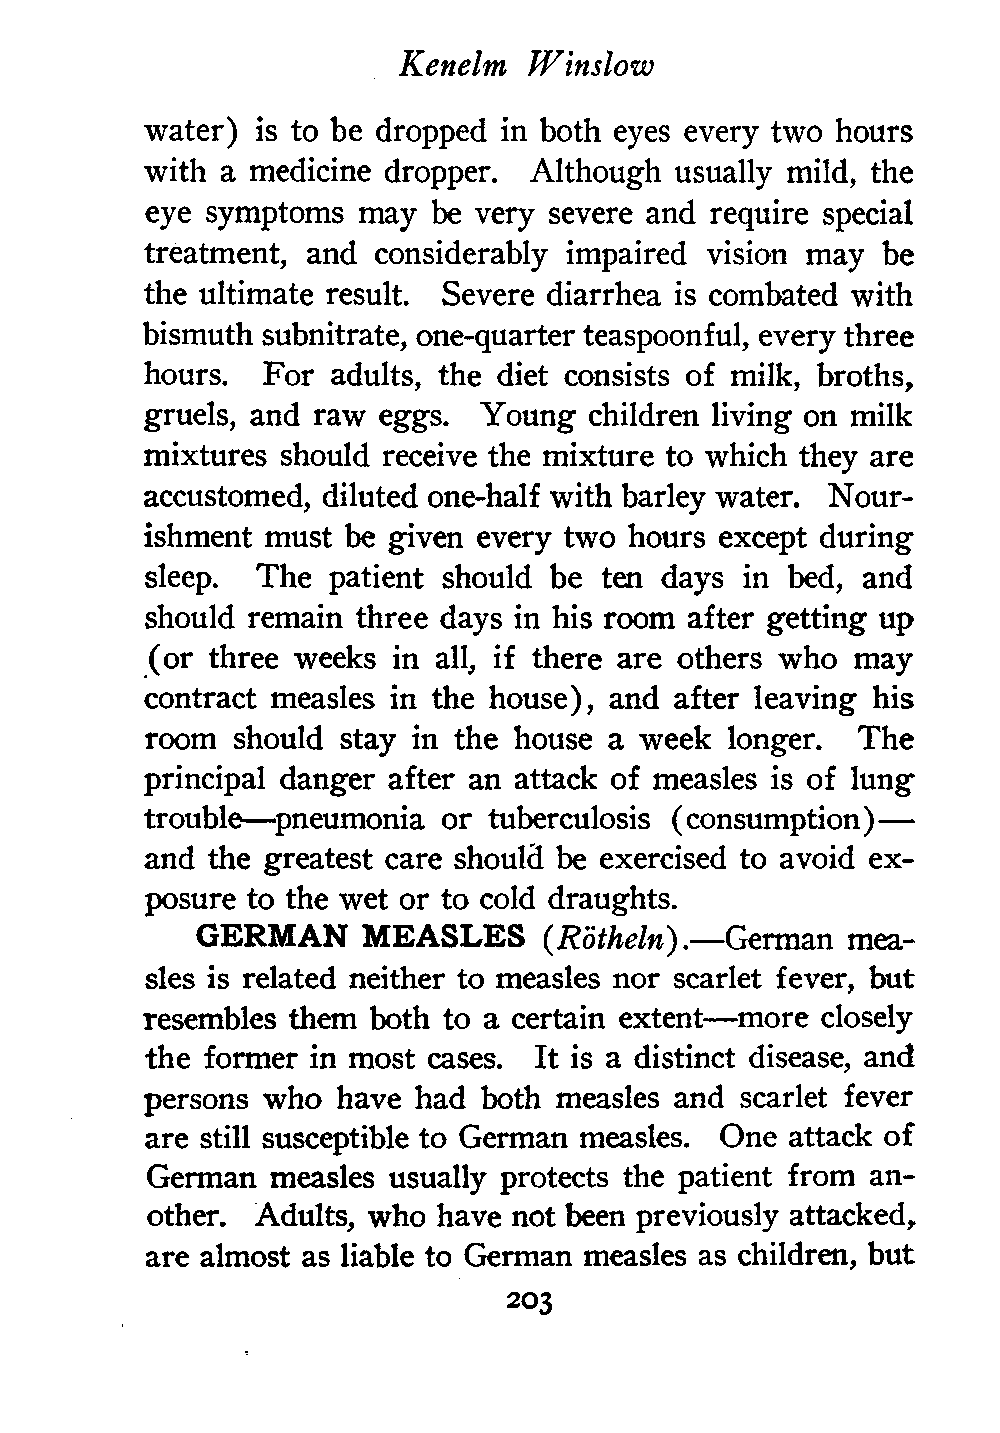 Kenelm Winslow
water) is to be dropped in both eyes every two hours
with a medicine dropper. Although usually mild, the
eye symptoms may be very severe and require special
treatment, and considerably impaired vision may be
the ultimate result. Severe diarrhea is combated with
bismuth subnitrate, one-quarter teaspoonful, every three
hours. For adults, the diet consists of milk, broths,
gruels, and raw eggs. Young children living on milk
mixtures should receive the mixture to which they are
accustomed, diluted one-half with barley water. Nour-
ishment must be given every two hours except during
sleep. The patient should be ten days in bed, and
should remain three days in his room after getting up
(or three weeks in all, if there are others who may
contract measles in the house), and after leaving his
room should stay in the house a week longer. The
principal danger after an attack of measles is of lung
trouble—pneumonia or tuberculosis (consumption)—
and the greatest care should be exercised to avoid ex-
posure to the wet or to cold draughts.
GERMAN MEASLES (Rötheln).—German mea-
sles is related neither to measles nor scarlet fever, but
resembles them both to a certain extent—more closely
the former in most cases. It is a distinct disease, and
persons who have had both measles and scarlet fever
are still susceptible to German measles. One attack of
German measles usually protects the patient from an-
other. Adults, who have not been previously attacked,
are almost as liable to German measles as children, but
203